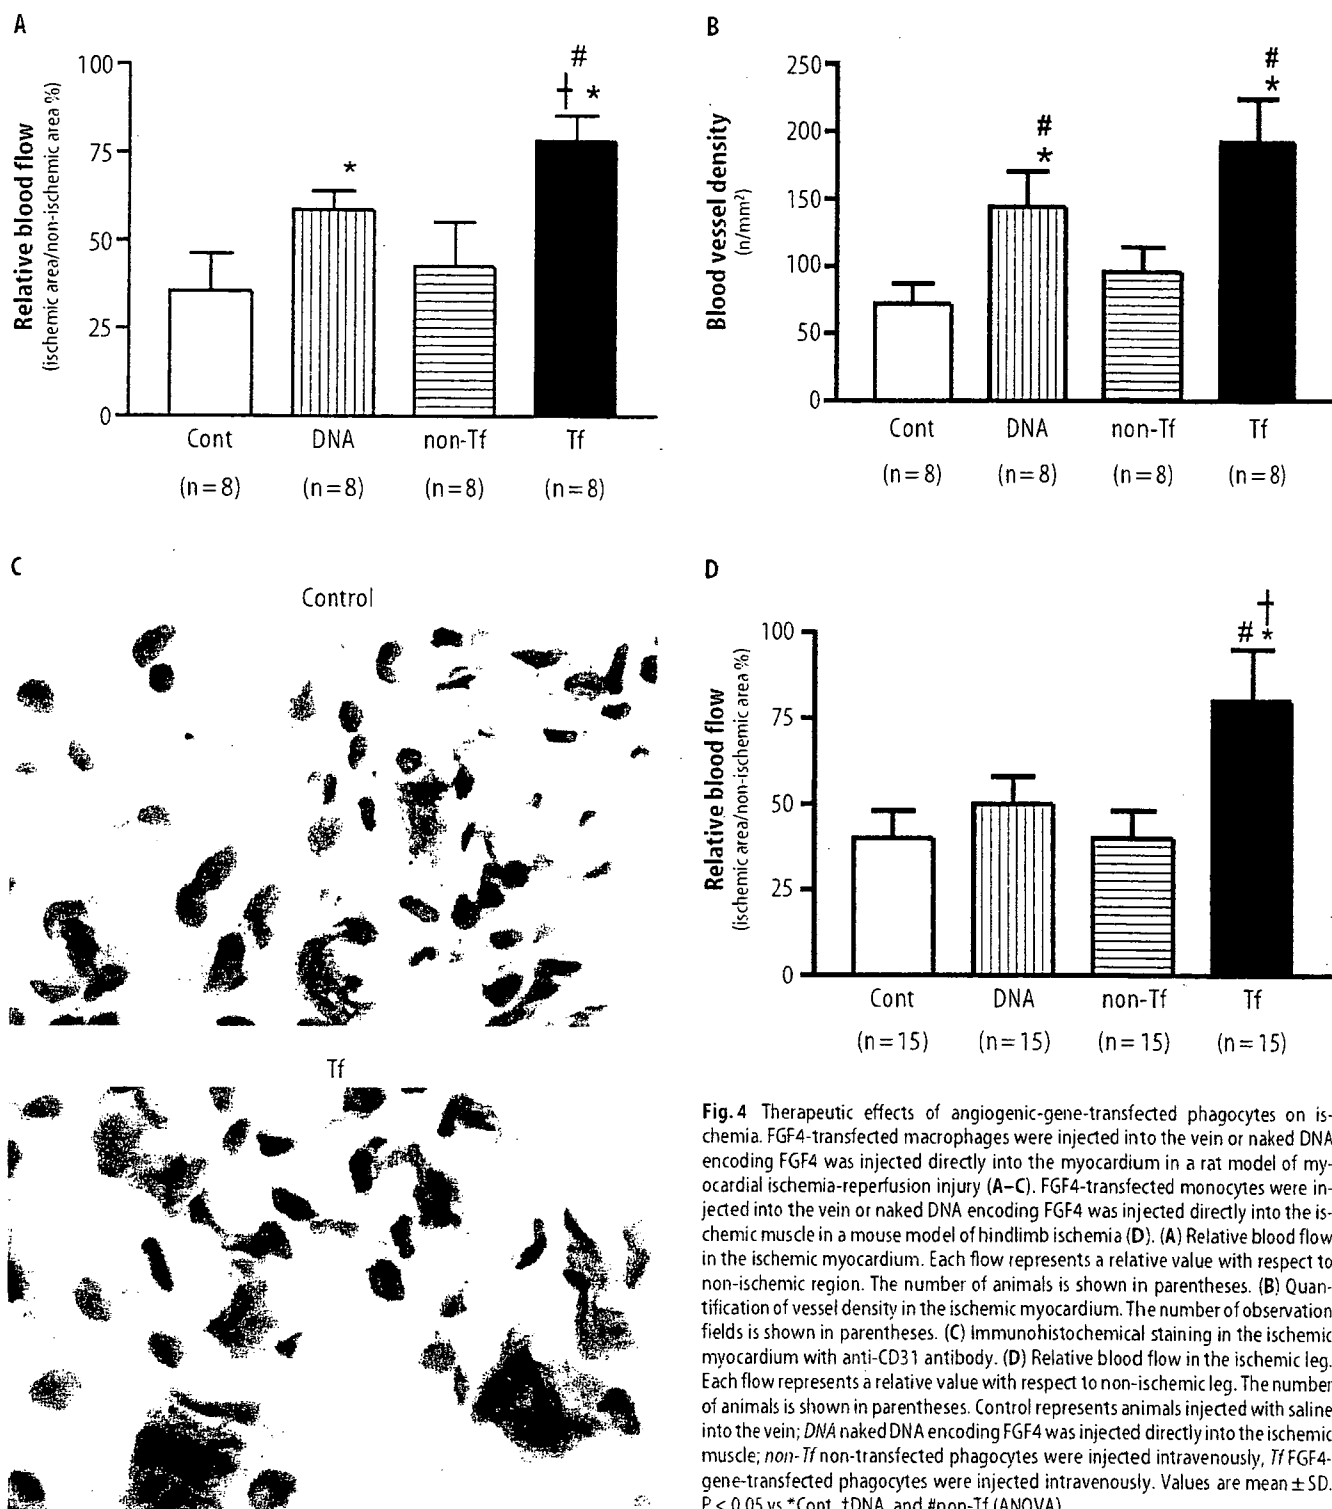 A
Relative blood flow
(ischemic area/non-ischemic area %)
100
75
50
25
0
*
#
† *
Cont
DNA
non-Tf
Tf
(n=8)
(n=8)
(n=8)
(n=8)
B
Blood vessel density
(n/mm²)
250
200
150
100
50
0
#
*
#
*
Cont
DNA
non-Tf
Tf
(n=8)
(n=8)
(n=8)
(n=8)
C
Control
Tf
D
Relative blood flow
(ischemic area/non-ischemic area %)
100
75
50
25
0
†
# *
Cont
DNA
non-Tf
Tf
(n=15)
(n=15)
(n=15)
(n=15)
Fig. 4 Therapeutic effects of angiogenic-gene-transfected phagocytes on is-
chemia. FGF4-transfected macrophages were injected into the vein or naked DNA
encoding FGF4 was injected directly into the myocardium in a rat model of my-
ocardial ischemia-reperfusion injury (A–C). FGF4-transfected monocytes were in-
jected into the vein or naked DNA encoding FGF4 was injected directly into the is-
chemic muscle in a mouse model of hindlimb ischemia (D). (A) Relative blood flow
in the ischemic myocardium. Each flow represents a relative value with respect to
non-ischemic region. The number of animals is shown in parentheses. (B) Quan-
tification of vessel density in the ischemic myocardium. The number of observation
fields is shown in parentheses. (C) Immunohistochemical staining in the ischemic
myocardium with anti-CD31 antibody. (D) Relative blood flow in the ischemic leg.
Each flow represents a relative value with respect to non-ischemic leg. The number
of animals is shown in parentheses. Control represents animals injected with saline
into the vein; DNA naked DNA encoding FGF4 was injected directly into the ischemic
muscle; non-Tf non-transfected phagocytes were injected intravenously, Tf FGF4-
gene-transfected phagocytes were injected intravenously. Values are mean ± SD.
P < 0.05 vs *Cont, †DNA, and #non-Tf (ANOVA)